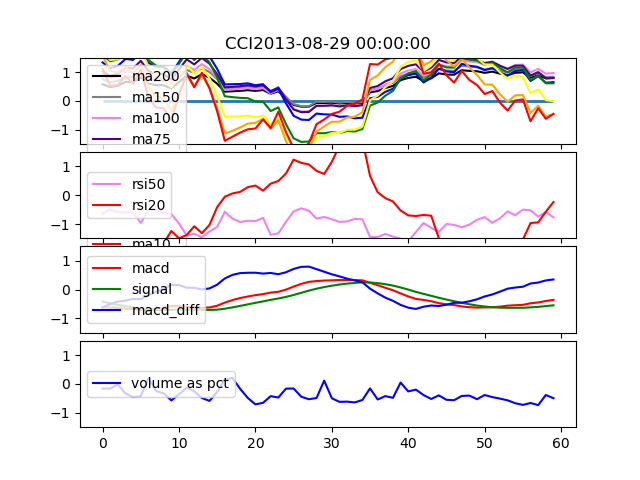 CCI2013-08-29 00:00:00
1
0
−1
ma200
ma150
ma100
ma75
1
0
−1
rsi50
rsi20
ma10
1
0
−1
macd
signal
macd_diff
1
0
−1
volume as pct
0 10 20 30 40 50 60